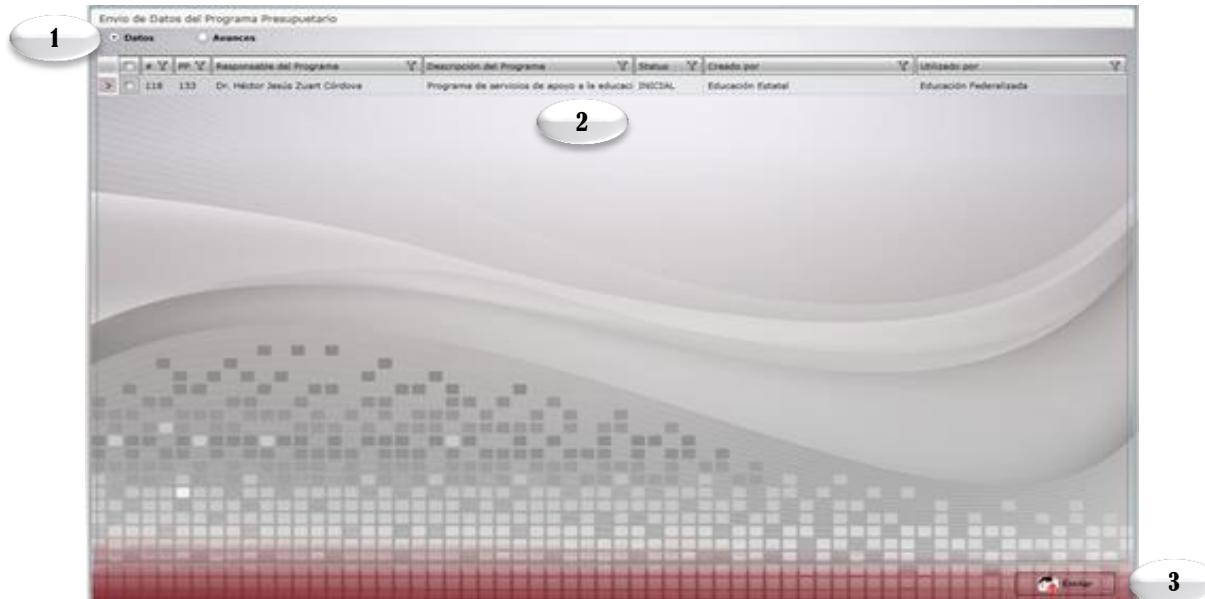 Envio de Datos del Programa Presupuetario
1
Datos Avances
# PP Responsable del Programa Descripción del Programa Status Creado por Utilizado por
118 133 Dr. Héctor Jesús Zuart Córdova Programa de servicios de apoyo a la educaci INICIAL Educación Estatal Educación Federalizada
2
Enviar 3